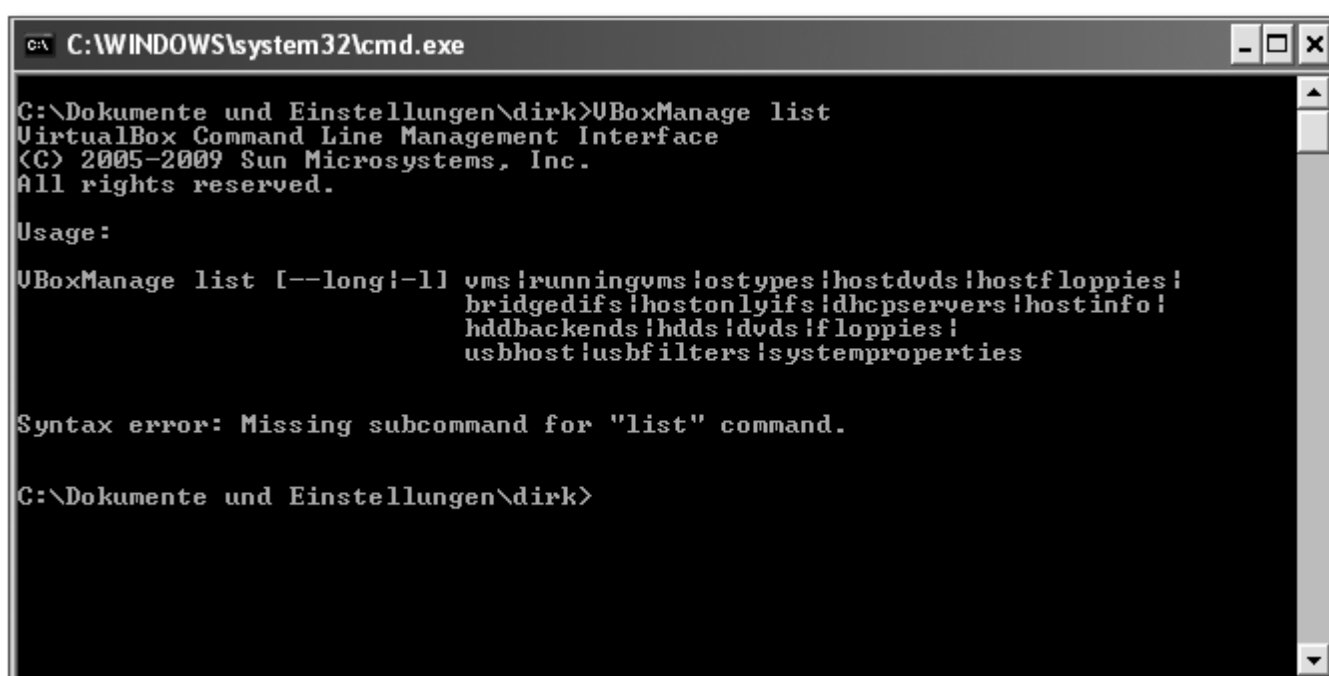 C:\WINDOWS\system32\cmd.exe
C:\Dokumente und Einstellungen\dirk>VBoxManage list
VirtualBox Command Line Management Interface
(C) 2005-2009 Sun Microsystems, Inc.
All rights reserved.
Usage:
VBoxManage list [--long|-l] vms|runningvms|ostypes|hostdvds|hostfloppies|
bridgedifs|hostonlyifs|dhcpservers|hostinfo|
hddbackends|hdds|dvds|floppies|
usbhost|usbfilters|systemproperties
Syntax error: Missing subcommand for "list" command.
C:\Dokumente und Einstellungen\dirk>